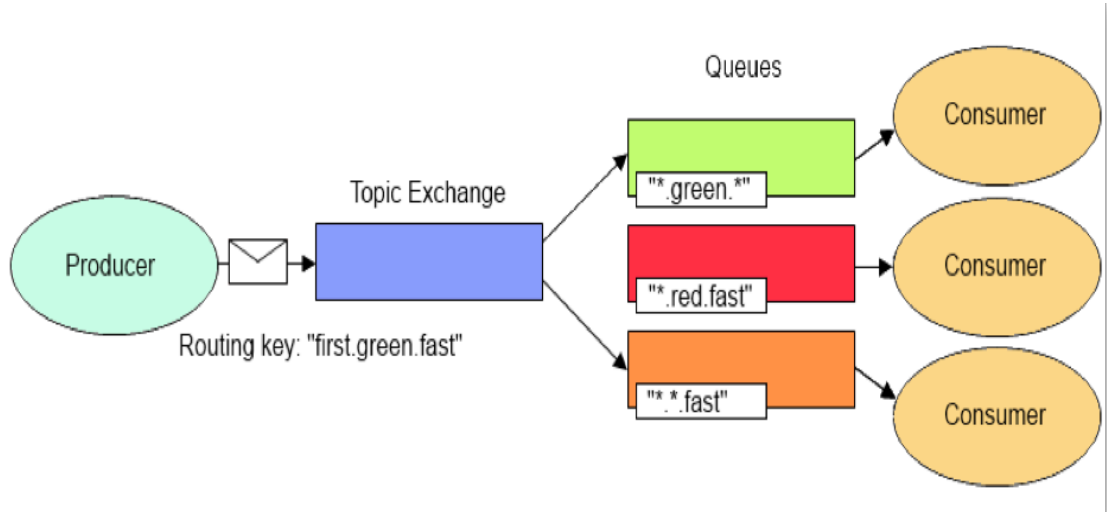 Queues
Consumer
"*.green.*"
Topic Exchange
Producer
Consumer
"*.red.fast"
Routing key: "first.green.fast"
"*.*.fast"
Consumer